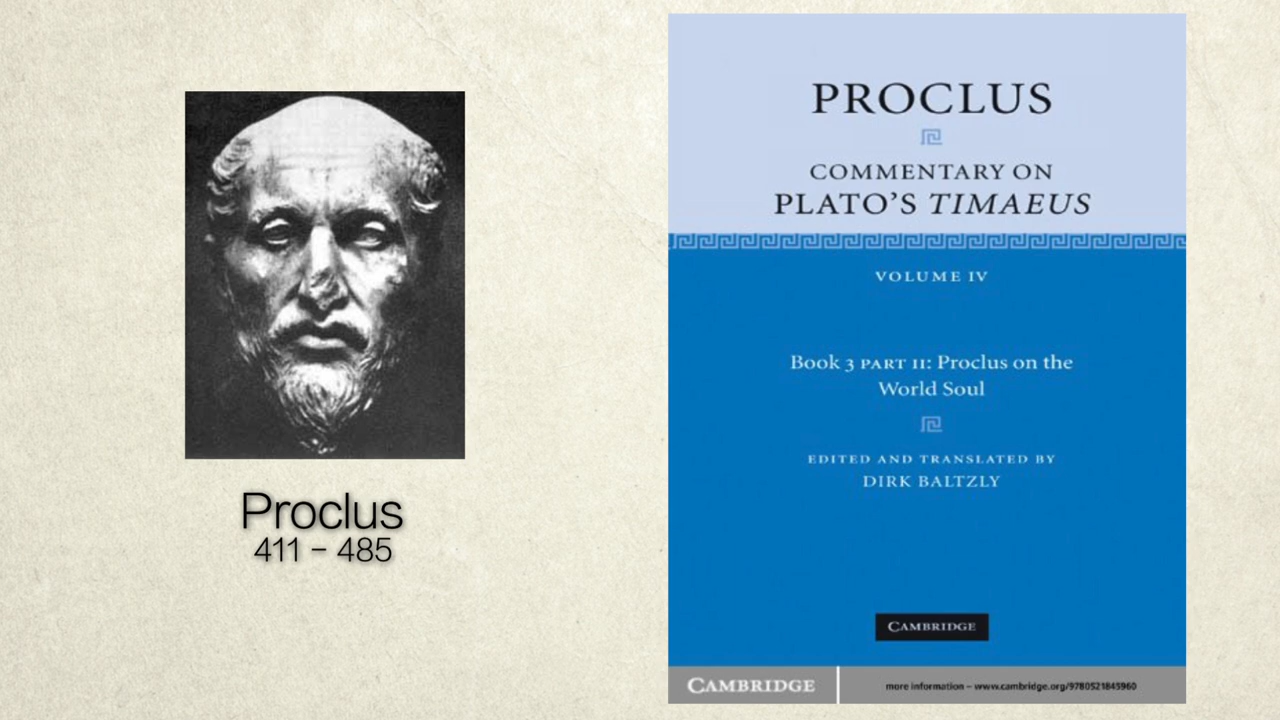 Proclus
411 – 485
PROCLUS
COMMENTARY ON
PLATO'S TIMAEUS
VOLUME IV
Book 3 PART II: Proclus on the
World Soul
EDITED AND TRANSLATED BY
DIRK BALTZLY
CAMBRIDGE
CAMBRIDGE
more information – www.cambridge.org/9780521845960